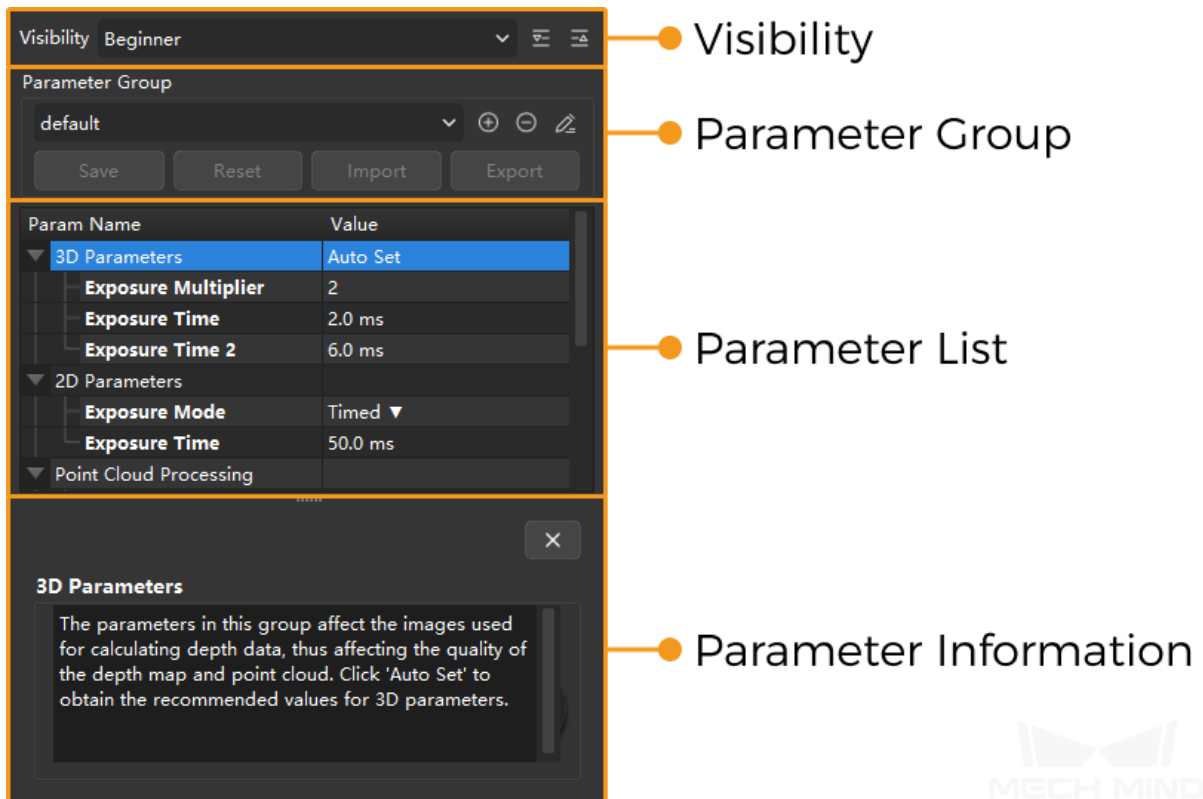 Visibility Beginner
Visibility
Parameter Group
default
Parameter Group
Save Reset Import Export
Param Name Value
3D Parameters Auto Set
Exposure Multiplier 2
Exposure Time 2.0 ms
Exposure Time 2 6.0 ms
Parameter List
2D Parameters
Exposure Mode Timed ▼
Exposure Time 50.0 ms
Point Cloud Processing
3D Parameters
The parameters in this group affect the images used
for calculating depth data, thus affecting the quality of
the depth map and point cloud. Click 'Auto Set' to
obtain the recommended values for 3D parameters.
Parameter Information
MECH MIND